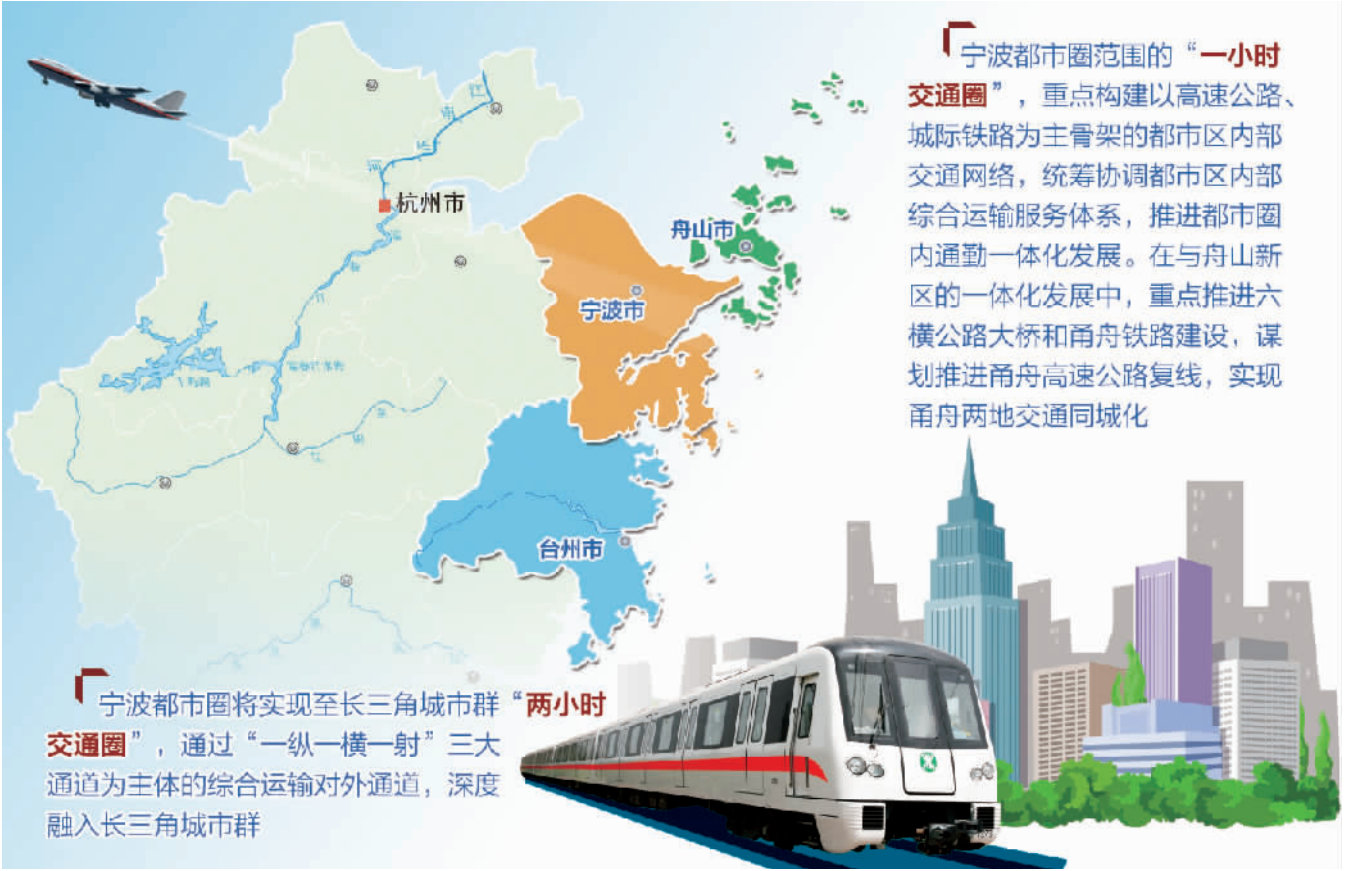 宁波都市圈范围的“一小时
交通圈”，重点构建以高速公路、
城际铁路为主骨架的都市区内部
交通网络，统筹协调都市区内部
综合运输服务体系，推进都市圈
内通勤一体化发展。在与舟山新
区的一体化发展中，重点推进六
横公路大桥和甬舟铁路建设，谋
划推进甬舟高速公路复线，实现
甬舟两地交通同城化
杭州市
舟山市
宁波市
台州市
宁波都市圈将实现至长三角城市群“两小时
交通圈”，通过“一纵一横一射”三大
通道为主体的综合运输对外通道，深度
融入长三角城市群